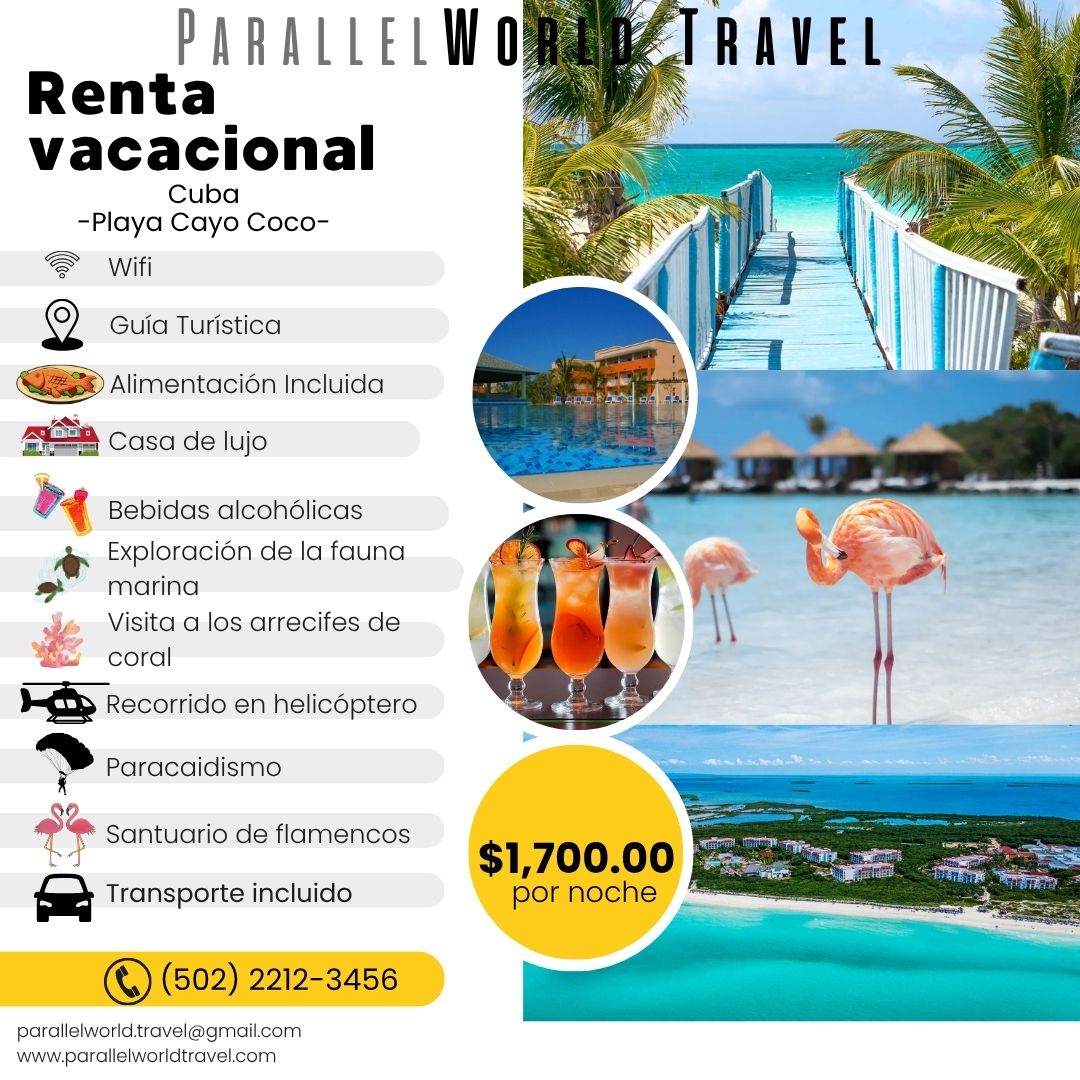 ParallelWorld Travel
Renta
vacacional
Cuba
-Playa Cayo Coco-
Wifi
Guía Turística
Alimentación Incluida
Casa de lujo
Bebidas alcohólicas
Exploración de la fauna
marina
Visita a los arrecifes de
coral
Recorrido en helicóptero
Paracaidismo
Santuario de flamencos
Transporte incluido
$1,700.00
por noche
(502) 2212-3456
parallelworld.travel@gmail.com
www.parallelworldtravel.com